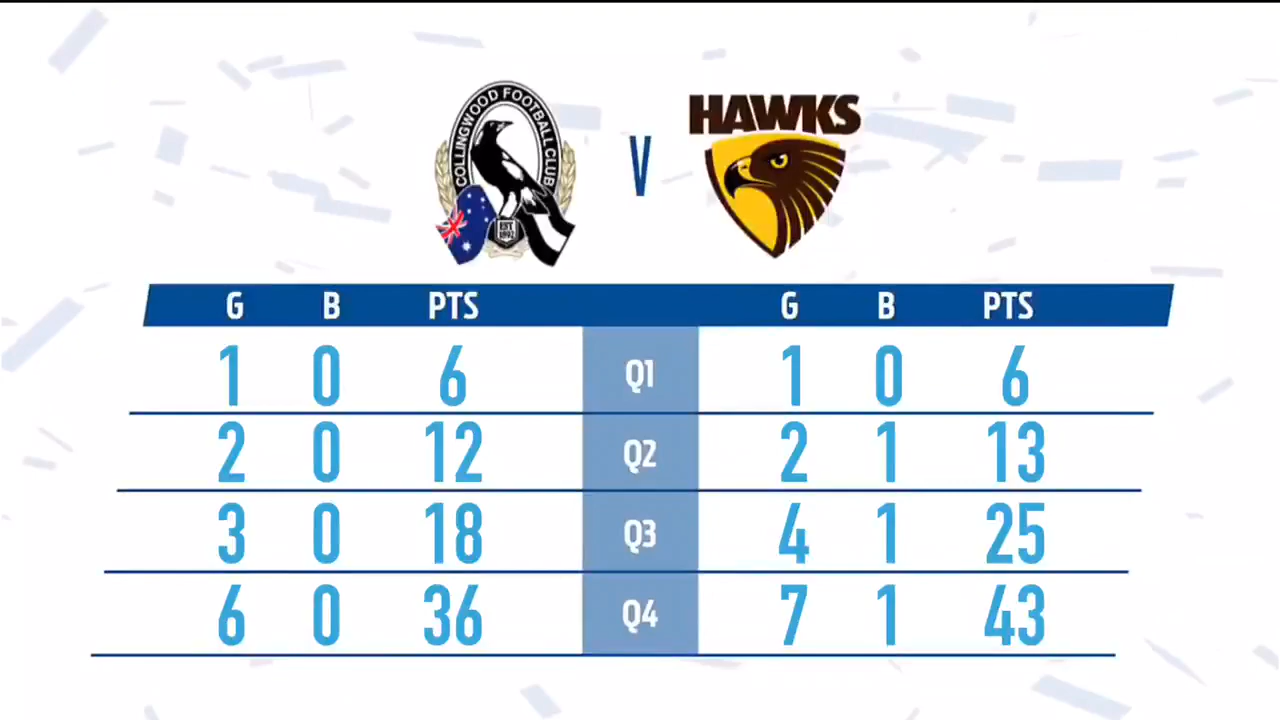 COLLINGWOOD FOOTBALL CLUB
EST
1892
V
HAWKS
G B PTS G B PTS
1 0 6 Q1 1 0 6
2 0 12 Q2 2 1 13
3 0 18 Q3 4 1 25
6 0 36 Q4 7 1 43